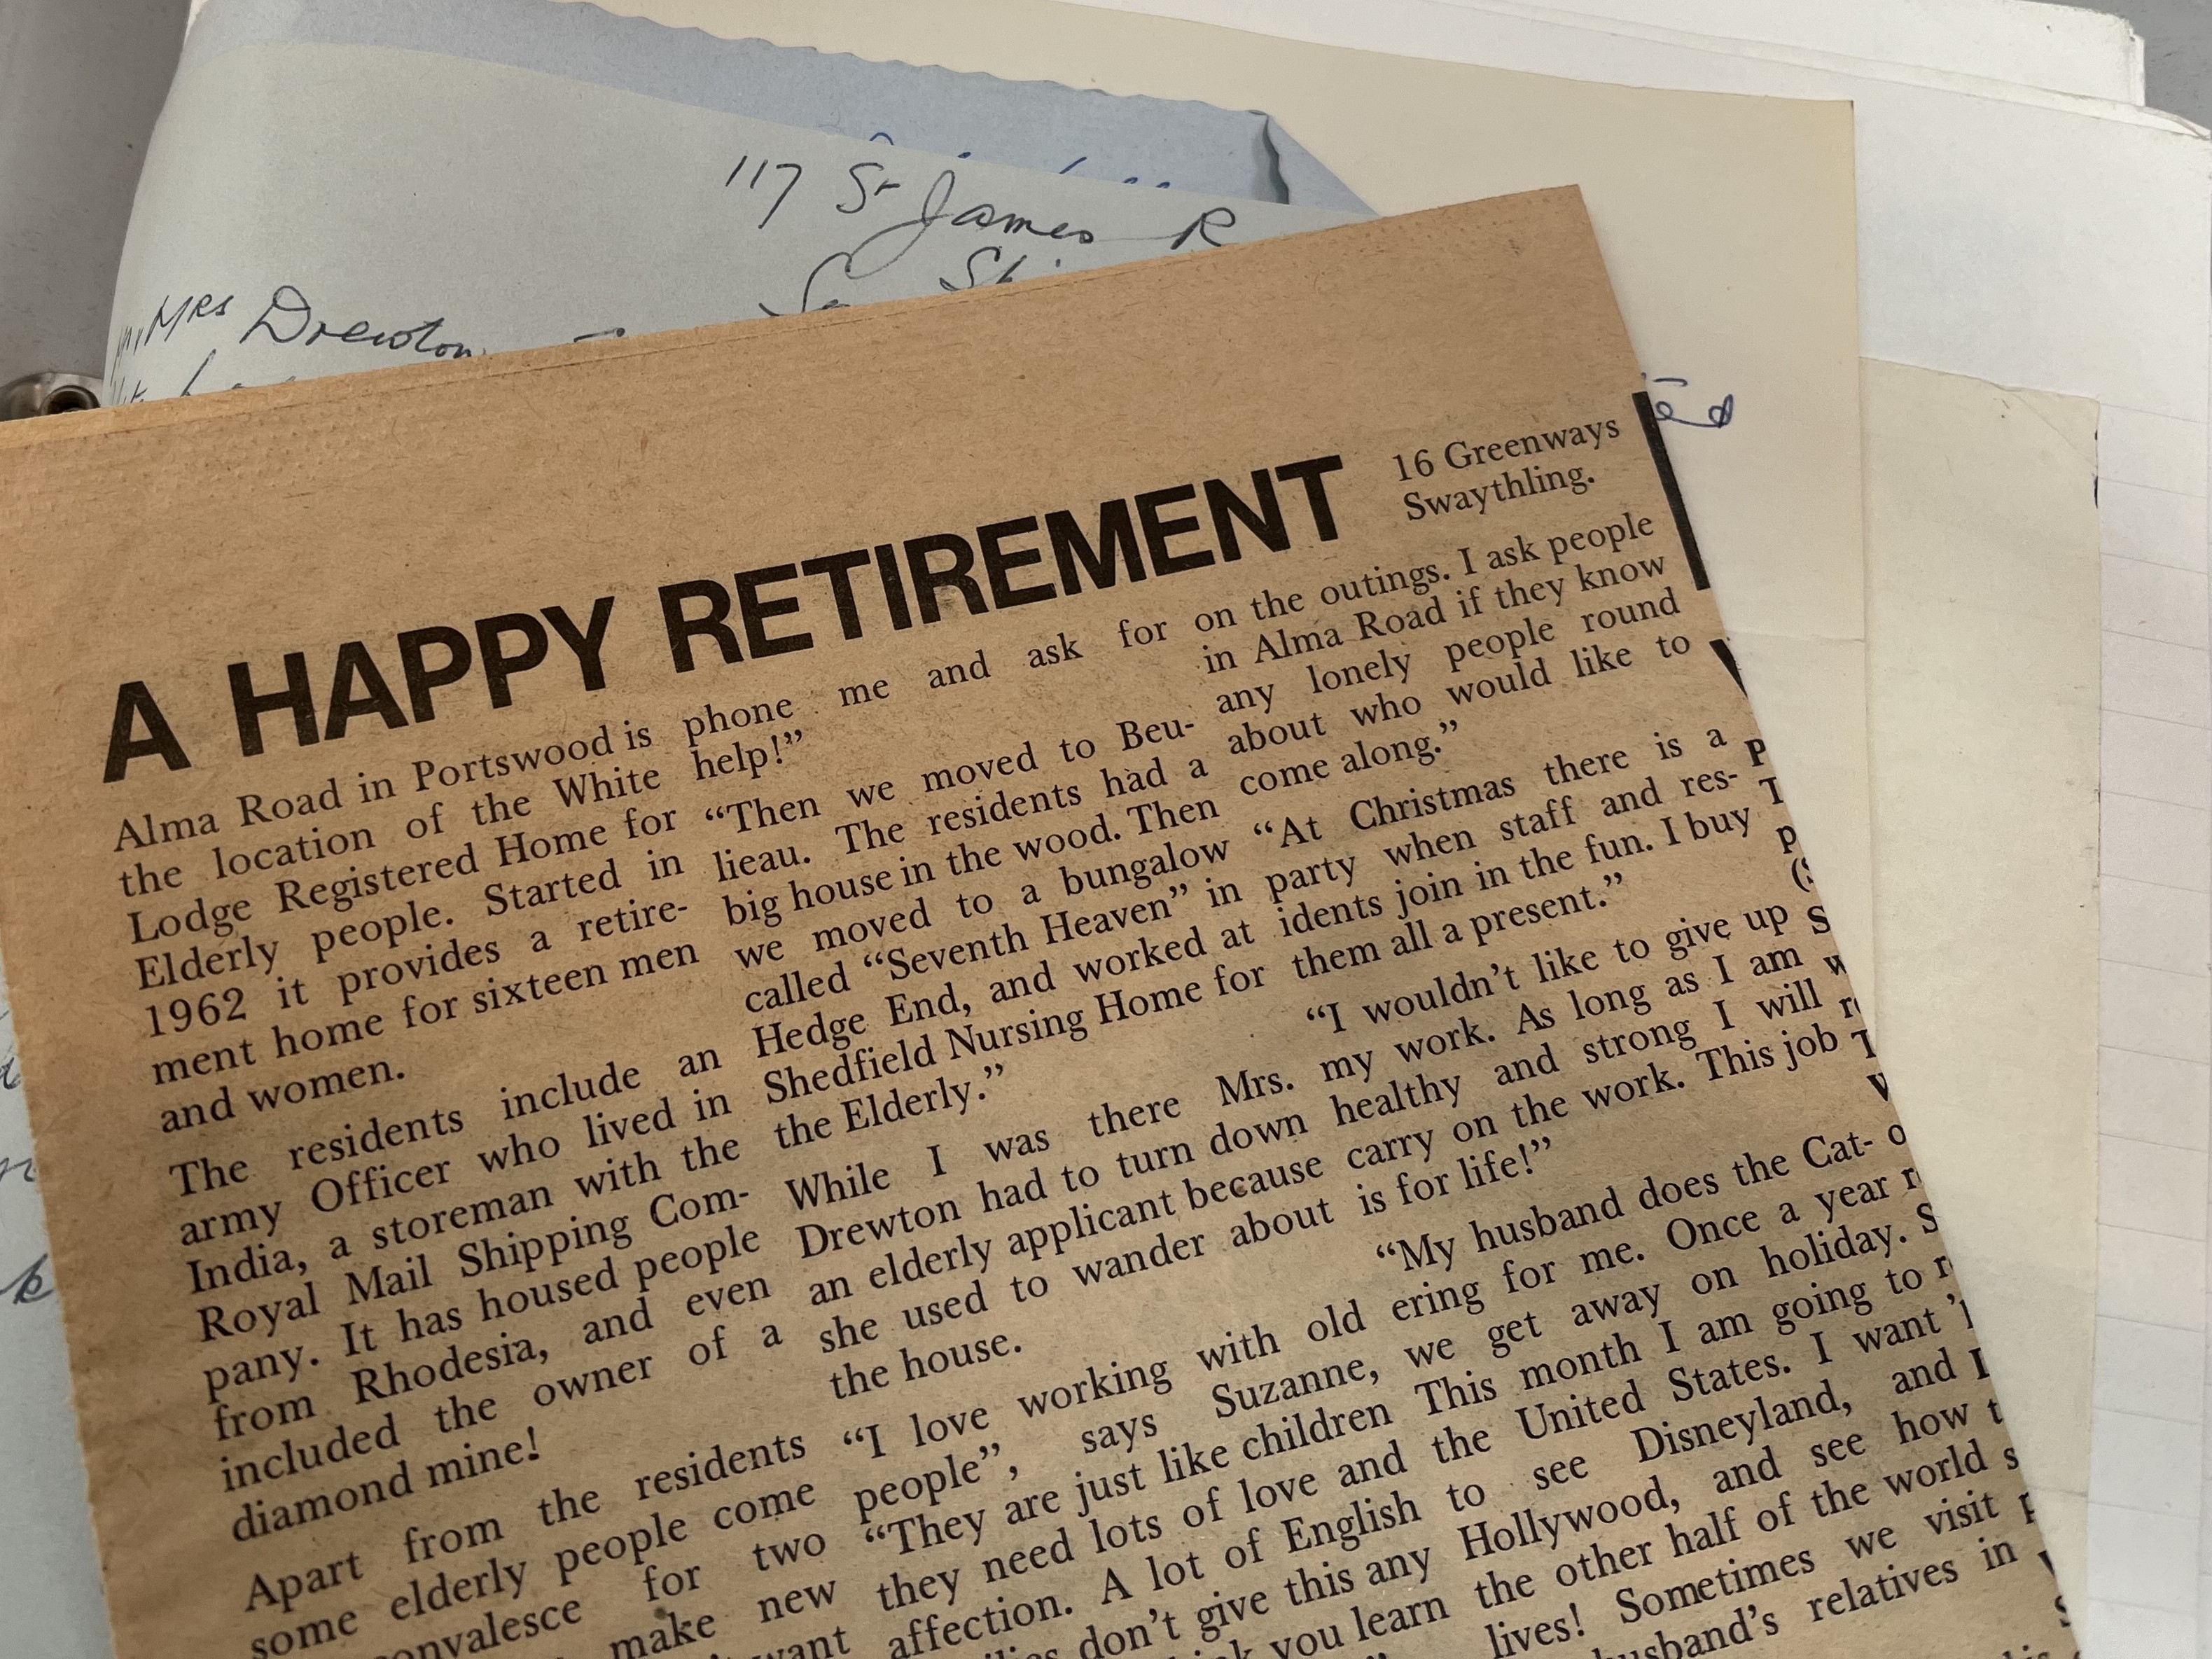 117 St James R
Mrs Drewton
A HAPPY RETIREMENT
16 Greenways
Swaythling.
Alma Road in Portswood is
the location of the White
Lodge Registered Home for
Elderly people. Started in
1962 it provides a retire-
ment home for sixteen men
and women.
The residents include an
army Officer who lived in
India, a storeman with the
Royal Mail Shipping Com-
pany. It has housed people
from Rhodesia, and even
included the owner of a
diamond mine!
Apart from the residents
some elderly people come
convalesce for two
make new
want
phone me and ask for
help!”
“Then we moved to Beu-
lieau. The residents had a
big house in the wood. Then
we moved to a bungalow
called “Seventh Heaven” in
Hedge End, and worked at
Shedfield Nursing Home for
the Elderly.”
While I was there Mrs.
Drewton had to turn down
an elderly applicant because
she used to wander about
the house.
“I love working with old
people”, says Suzanne,
“They are just like children
they need lots of love and
affection. A lot of English
don’t give this any
you learn
on the outings. I ask people
in Alma Road if they know
any lonely people round
about who would like to
come along.”
“At Christmas there is a
party when staff and res-
idents join in the fun. I buy
them all a present.”
“I wouldn’t like to give up
my work. As long as I am
healthy and strong I will
carry on the work. This job
is for life!”
“My husband does the Cat-
ering for me. Once a year
we get away on holiday.
This month I am going to
the United States. I want
to see Disneyland, and
Hollywood, and see how
the other half of the world
lives! Sometimes we visit
husband’s relatives in